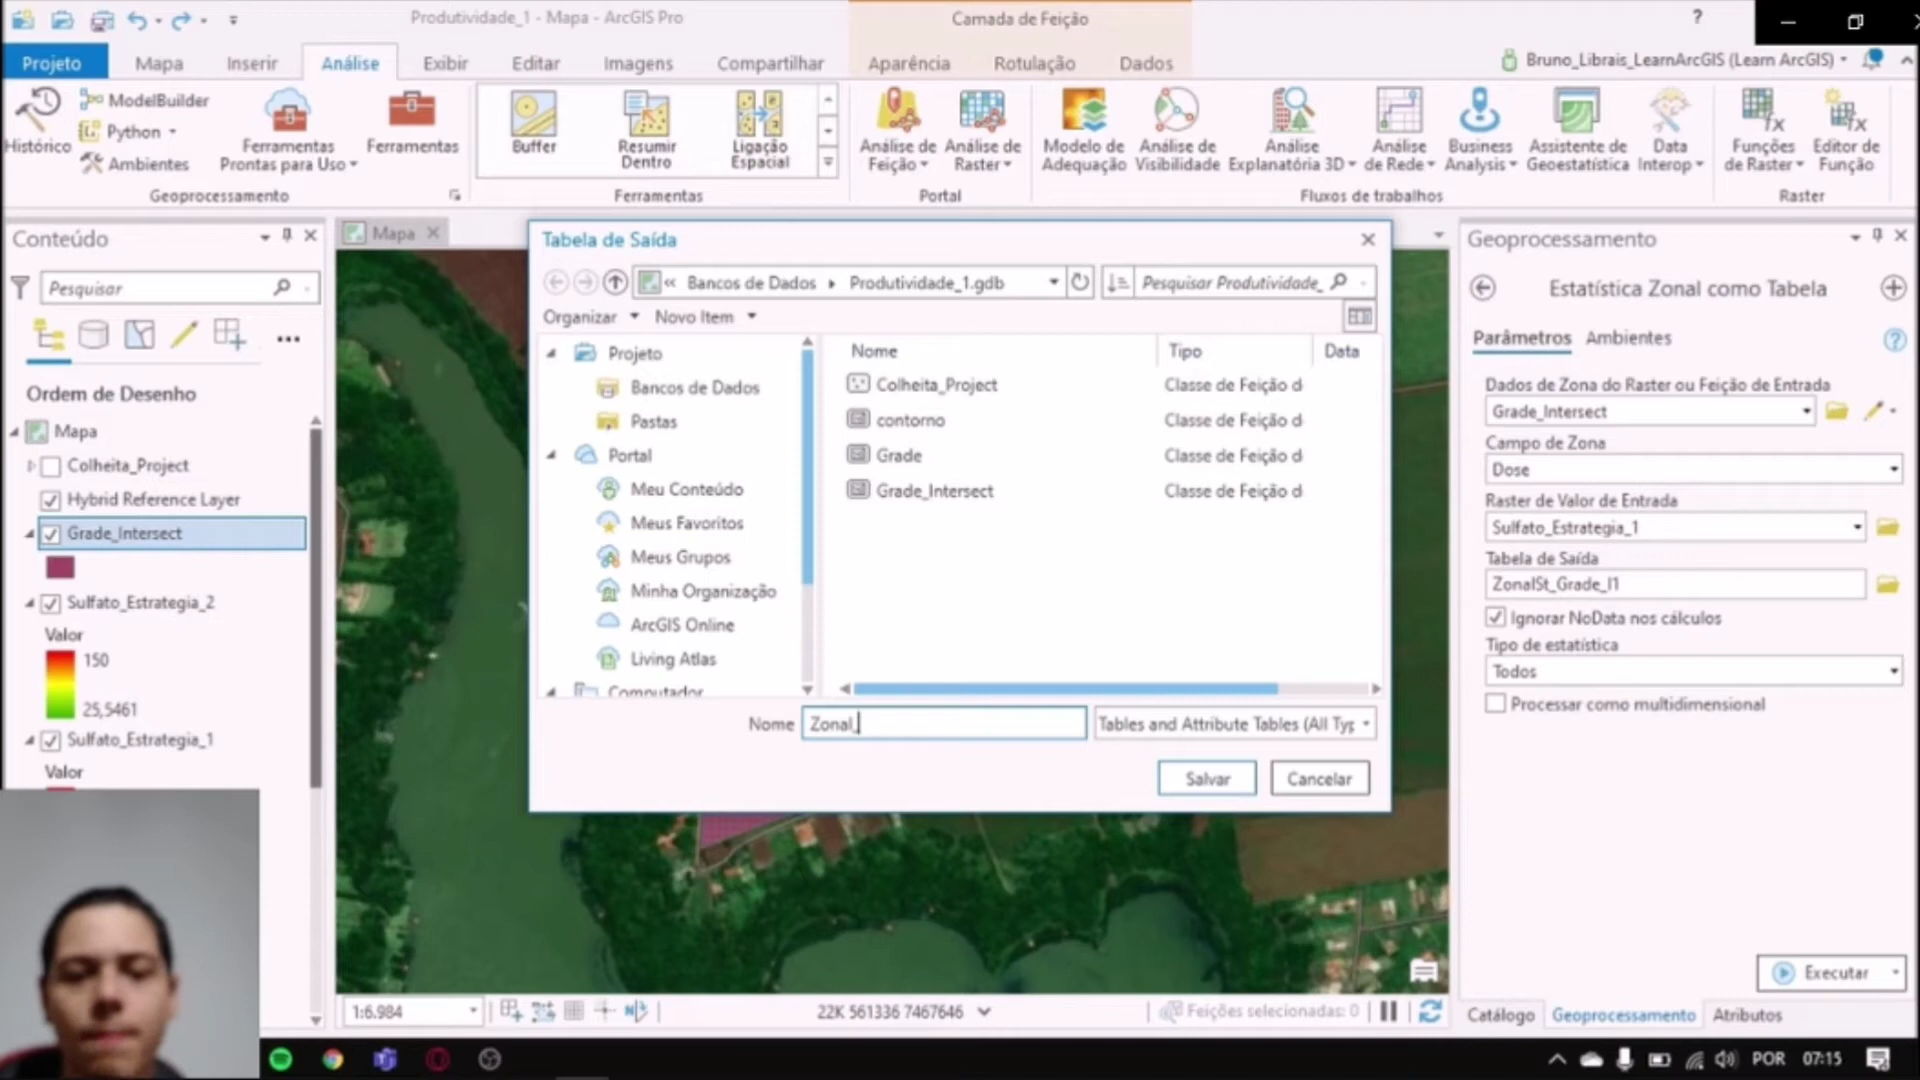 Produtividade_1 - Mapa - ArcGIS Pro
Camada de Feição
?
Projeto
Mapa
Inserir
Análise
Exibir
Editar
Imagens
Compartilhar
Aparência
Rotulação
Dados
Bruno_Librais_LearnArcGIS (Learn ArcGIS)
Histórico
ModelBuilder
Python
Ambientes
Ferramentas
Prontas para Uso
Ferramentas
Buffer
Resumir
Dentro
Ligação
Espacial
Análise de
Feição
Análise de
Raster
Modelo de
Adequação
Análise de
Visibilidade
Análise
Explanatória 3D
Análise
de Rede
Business
Analysis
Assistente de
Geoestatística
Data
Interop
Funções
de Raster
Editor de
Função
Geoprocessamento
Ferramentas
Portal
Fluxos de trabalhos
Raster
Conteúdo
Pesquisar
Ordem de Desenho
Mapa
Colheita_Project
Hybrid Reference Layer
Grade_Intersect
Sulfato_Estrategia_2
Valor
150
25,5461
Sulfato_Estrategia_1
Valor
Mapa
Tabela de Saída
« Bancos de Dados
Produtividade_1.gdb
Pesquisar Produtividade_
Organizar
Novo Item
Projeto
Bancos de Dados
Pastas
Portal
Meu Conteúdo
Meus Favoritos
Meus Grupos
Minha Organização
ArcGIS Online
Living Atlas
Computador
Nome
Tipo
Data
Colheita_Project
Classe de Feição d
contorno
Classe de Feição d
Grade
Classe de Feição d
Grade_Intersect
Classe de Feição d
Nome
Zonal_
Tables and Attribute Tables (All Typ
Salvar
Cancelar
Geoprocessamento
Estatística Zonal como Tabela
Parâmetros
Ambientes
?
Dados de Zona do Raster ou Feição de Entrada
Grade_Intersect
Campo de Zona
Dose
Raster de Valor de Entrada
Sulfato_Estrategia_1
Tabela de Saída
ZonalSt_Grade_I1
Ignorar NoData nos cálculos
Tipo de estatística
Todos
Processar como multidimensional
Executar
1:6.984
22K 561336 7467646
Feições selecionadas: 0
Catálogo
Geoprocessamento
Atributos
POR
07:15